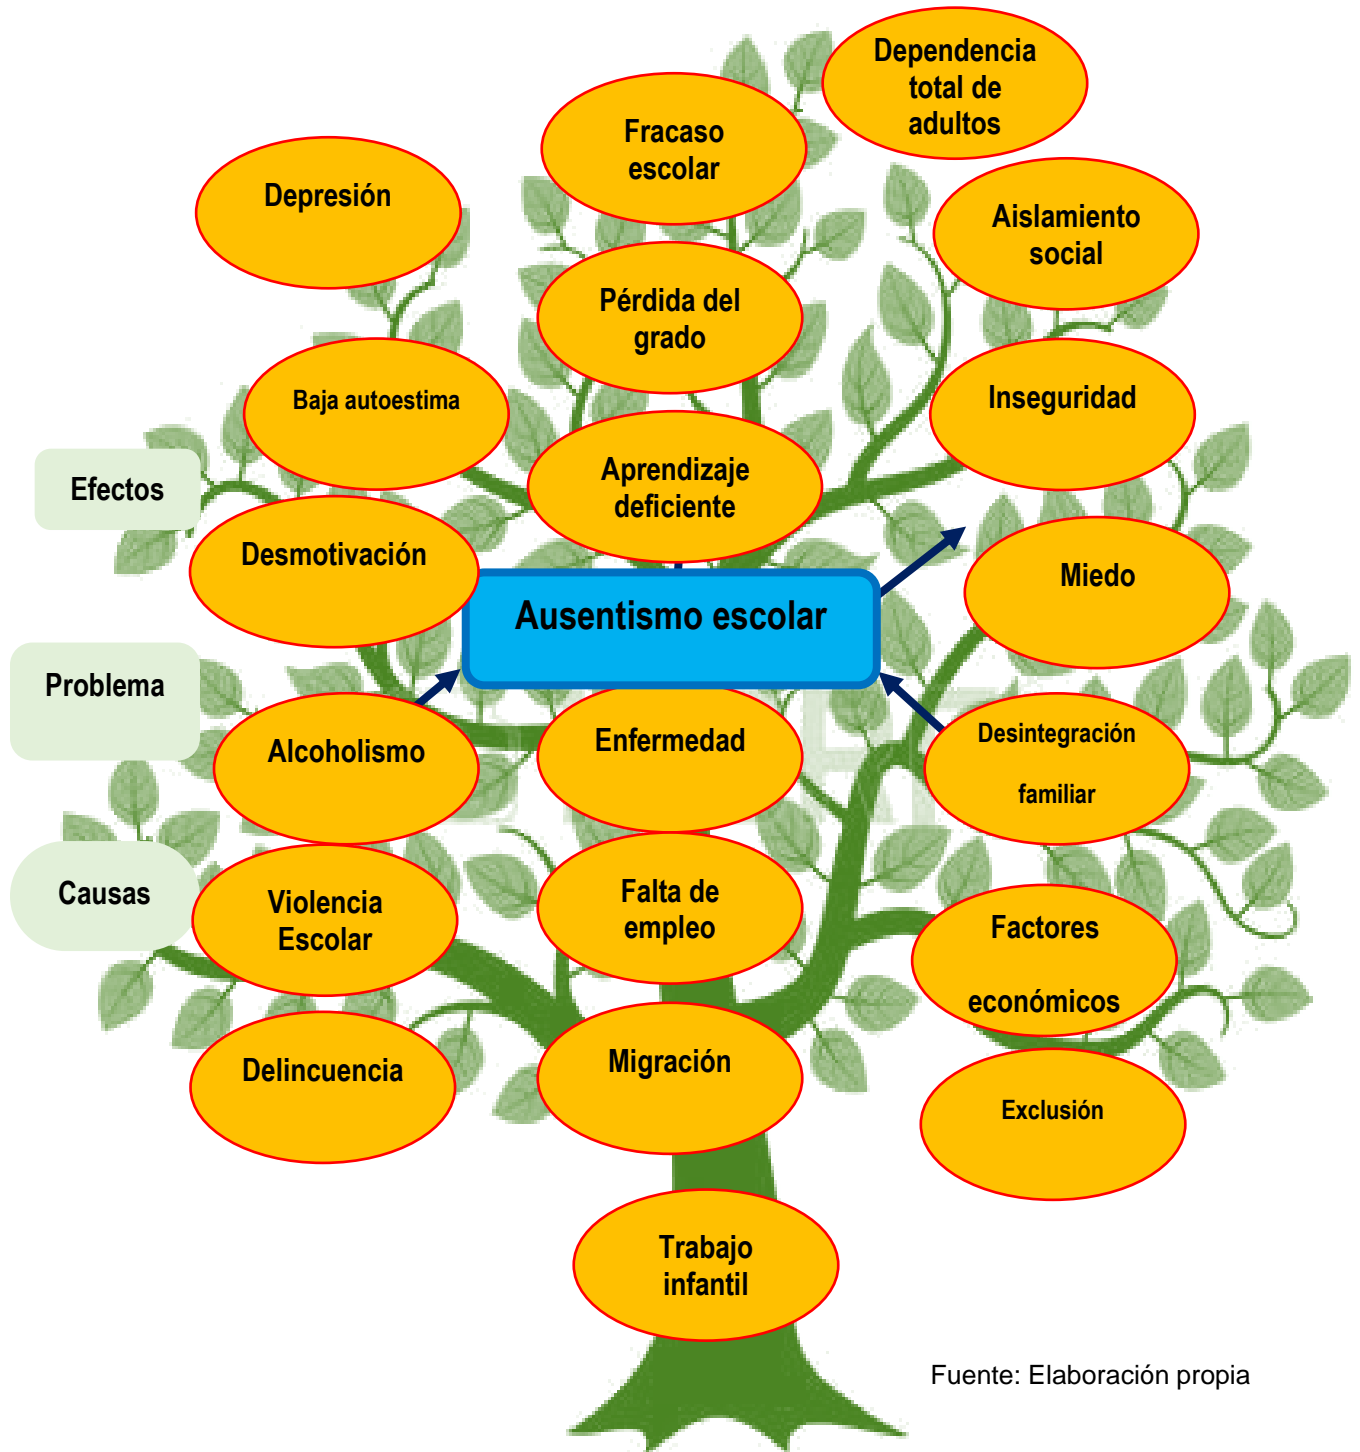 Dependencia
total de
adultos
Fracaso
escolar
Depresión
Aislamiento
social
Pérdida del
grado
Baja autoestima
Inseguridad
Efectos
Aprendizaje
deficiente
Desmotivación
Miedo
Ausentismo escolar
Problema
Alcoholismo
Enfermedad
Desintegración
familiar
Causas
Violencia
Escolar
Falta de
empleo
Factores
económicos
Delincuencia
Migración
Exclusión
Trabajo
infantil
Fuente: Elaboración propia